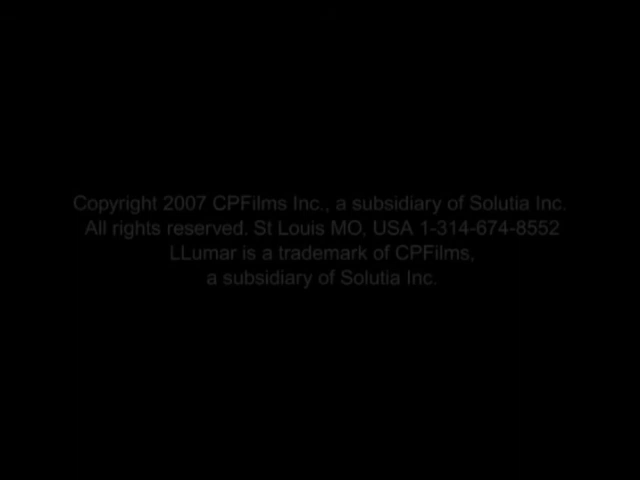 Copyright 2007 CPFilms Inc., a subsidiary of Solutia Inc.
All rights reserved. St Louis MO, USA 1-314-674-8552
LLumar is a trademark of CPFilms,
a subsidiary of Solutia Inc.